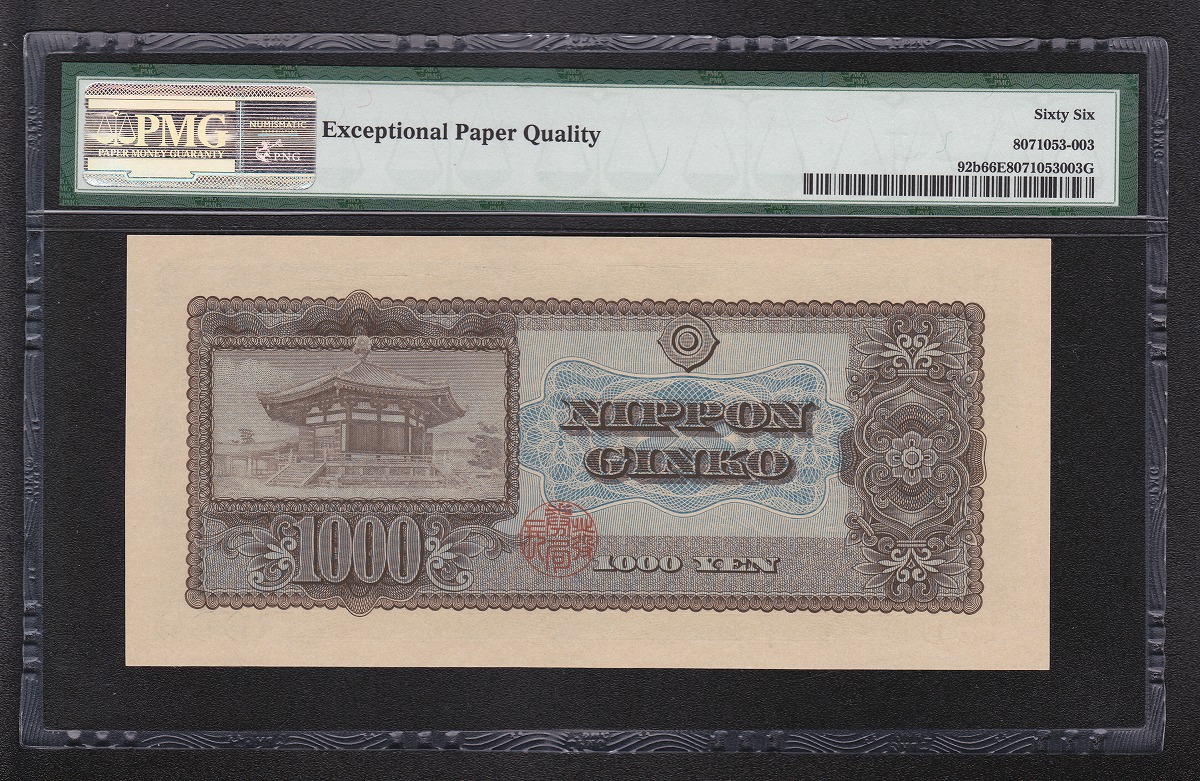 PMG
PAPER MONEY GUARANTY
NUMISMATIC
PNG
Exceptional Paper Quality
Sixty Six
8071053-003
92b66E8071053003G
NIPPON
GINKO
1000
1000 YEN